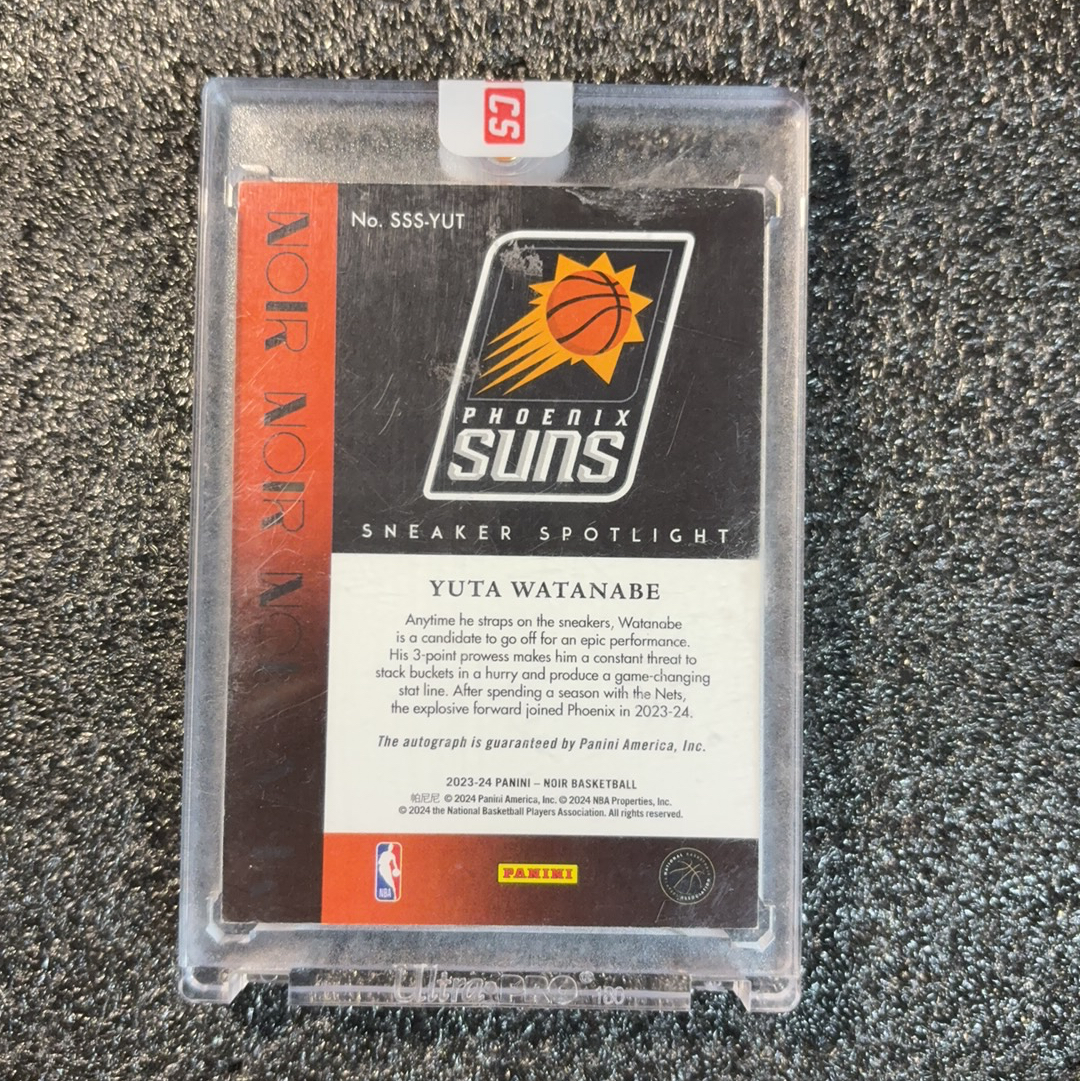 CS
No. SSS-YUT
NOIR NOIR NOIR
PHOENIX
SUNS
SNEAKER SPOTLIGHT
YUTA WATANABE
Anytime he straps on the sneakers, Watanabe
is a candidate to go off for an epic performance.
His 3-point prowess makes him a constant threat to
stack buckets in a hurry and produce a game-changing
stat line. After spending a season with the Nets,
the explosive forward joined Phoenix in 2023-24.
The autograph is guaranteed by Panini America, Inc.
2023-24 PANINI – NOIR BASKETBALL
帕尼尼 © 2024 Panini America, Inc. © 2024 NBA Properties, Inc.
© 2024 the National Basketball Players Association. All rights reserved.
NBA
PANINI
Ultra·PRO®